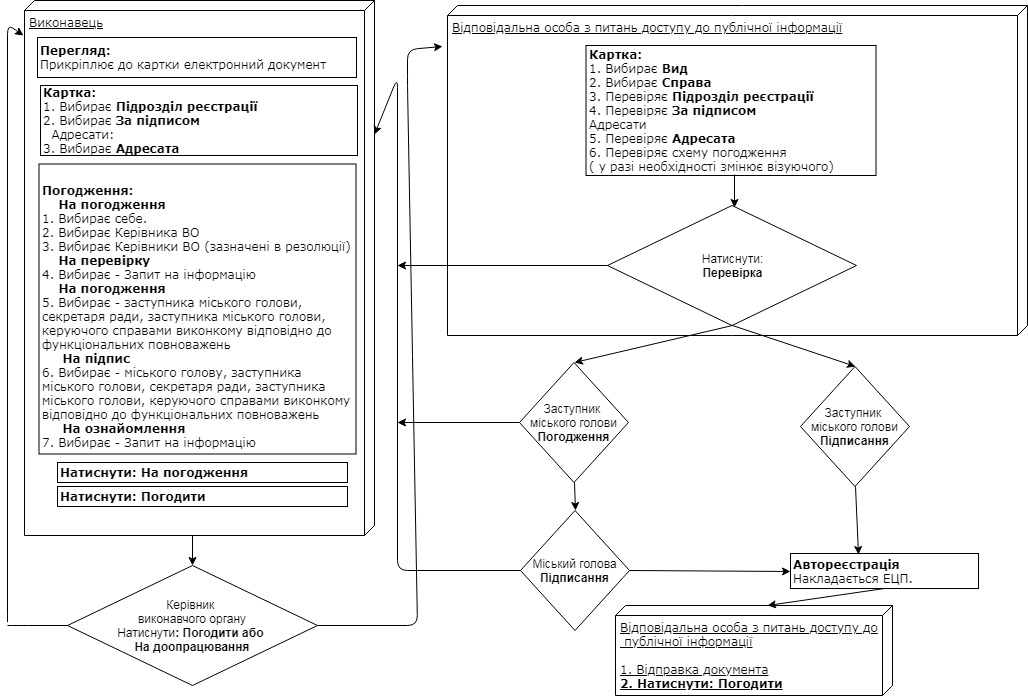 Виконавець
Перегляд:
Прикріплює до картки електронний документ
Картка:
1. Вибирає Підрозділ реєстрації
2. Вибирає За підписом
Адресати:
3. Вибирає Адресата
Погодження:
На погодження
1. Вибирає себе.
2. Вибирає Керівника ВО
3. Вибирає Керівники ВО (зазначені в резолюції)
На перевірку
4. Вибирає - Запит на інформацію
На погодження
5. Вибирає - заступника міського голови,
секретаря ради, заступника міського голови,
керуючого справами виконкому відповідно до
функціональних повноважень
На підпис
6. Вибирає - міського голову, заступника
міського голови, секретаря ради, заступника
міського голови, керуючого справами виконкому
відповідно до функціональних повноважень
На ознайомлення
7. Вибирає - Запит на інформацію
Натиснути: На погодження
Натиснути: Погодити
Керівник
виконавчого органу
Натиснути: Погодити або
На доопрацювання
Відповідальна особа з питань доступу до публічної інформації
Картка:
1. Вибирає Вид
2. Вибирає Справа
3. Перевіряє Підрозділ реєстрації
4. Перевіряє За підписом
Адресати
5. Перевіряє Адресата
6. Перевіряє схему погодження
( у разі необхідності змінює візуючого)
Натиснути:
Перевірка
Заступник
міського голови
Погодження
Заступник
міського голови
Підписання
Міський голова
Підписання
Автореєстрація
Накладається ЕЦП.
Відповідальна особа з питань доступу до
публічної інформації
1. Відправка документа
2. Натиснути: Погодити